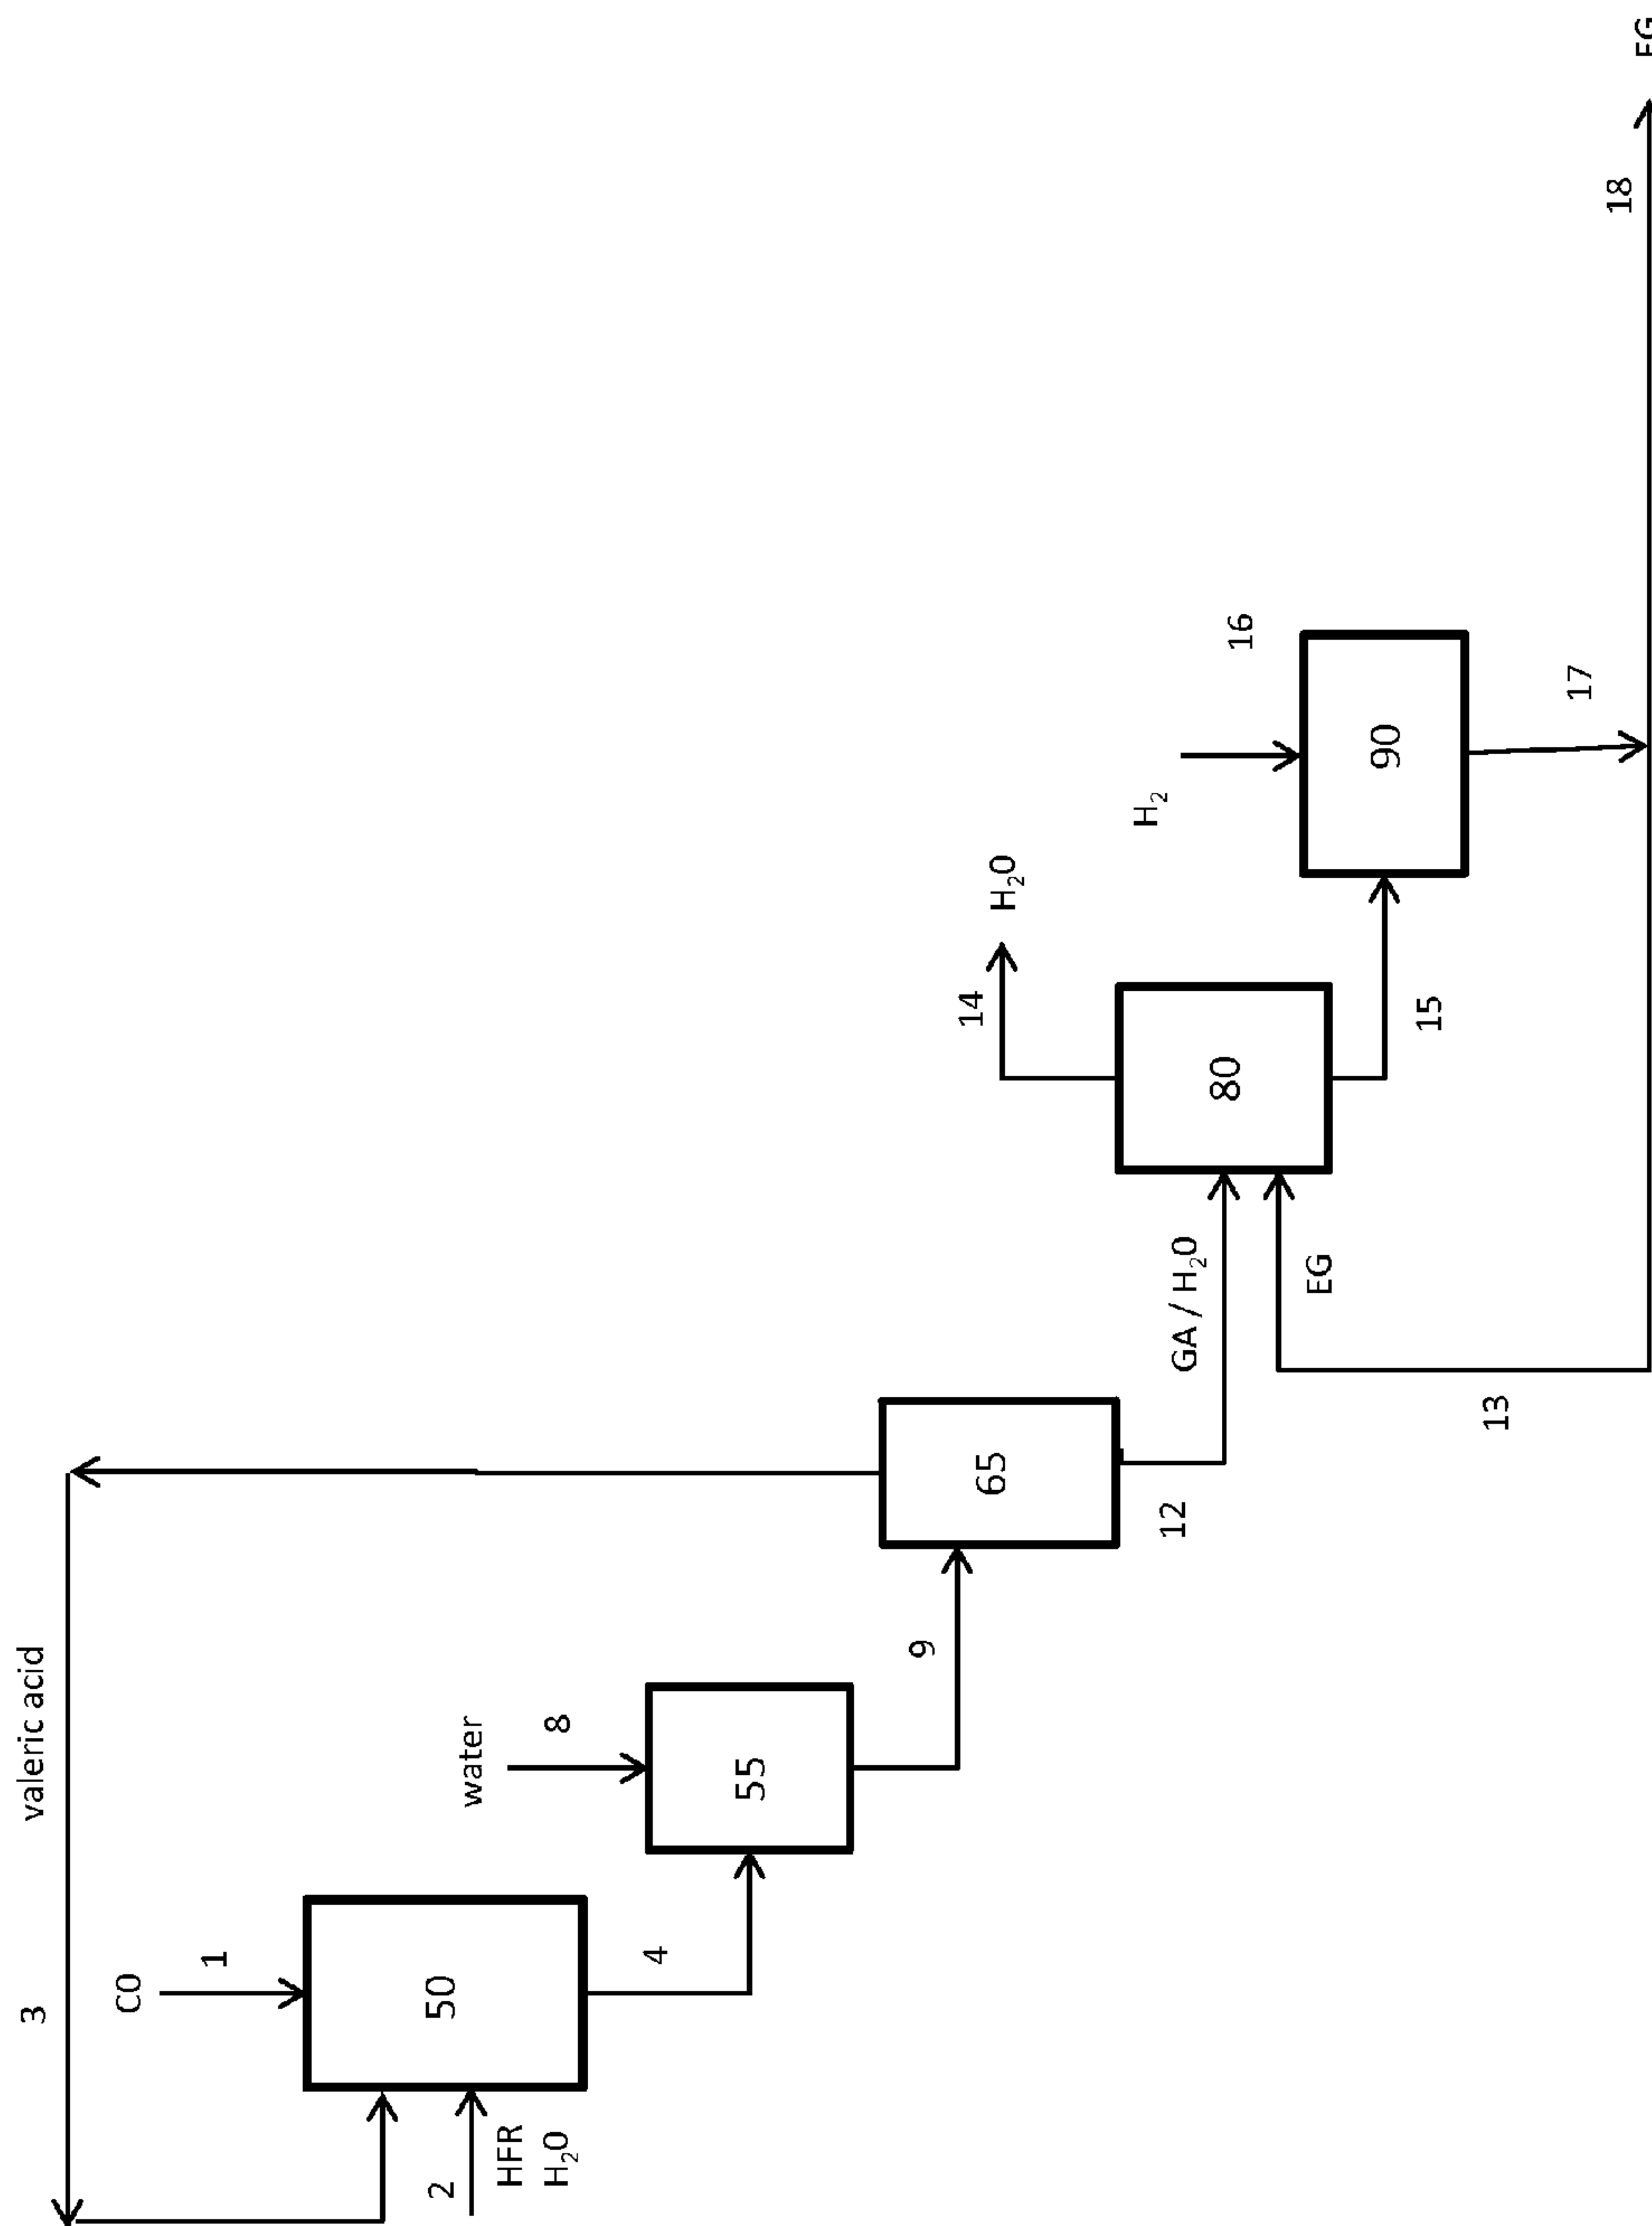 3 valeric acid
CO
1
2 50
HFR
H₂O
water
8
4
55
9
65
14
H₂O
12
GA / H₂O
80
H₂
16
EG
90
15
13
17
18
EG